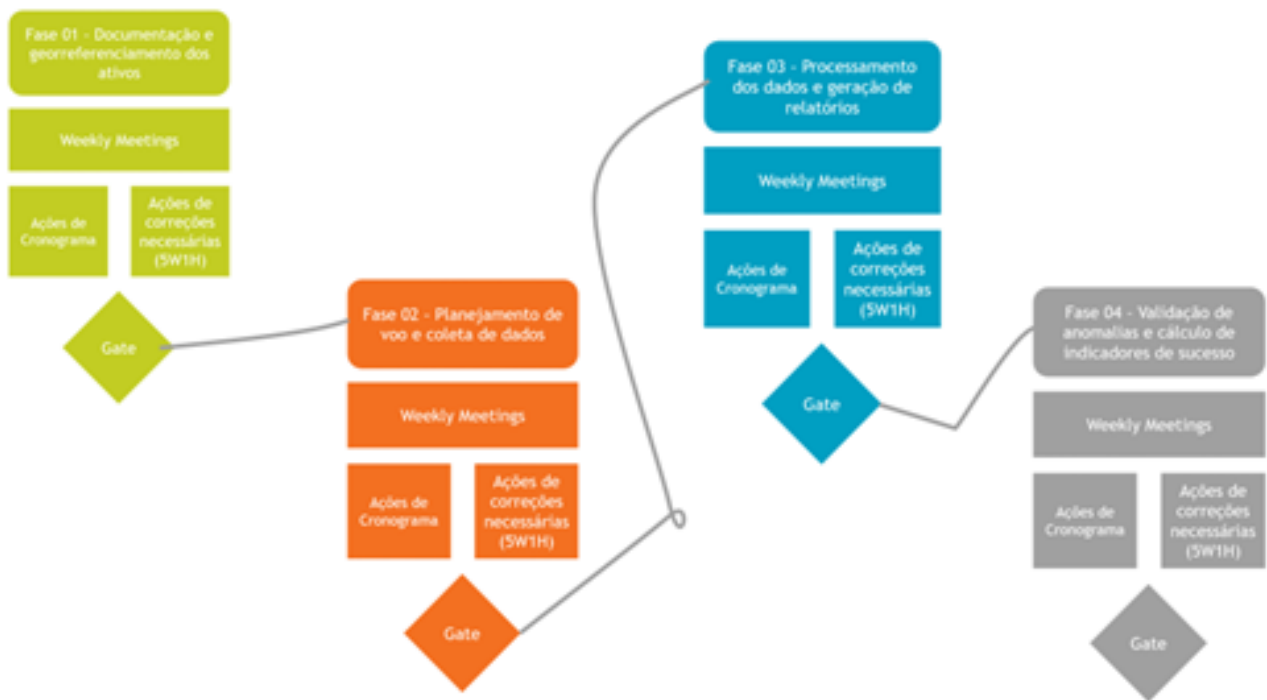 Fase 01 - Documentação e
georreferenciamento dos
ativos
Weekly Meetings
Ações de
Cronograma
Ações de
correções
necessárias
(5W1H)
Gate
Fase 02 - Planejamento de
voo e coleta de dados
Weekly Meetings
Ações de
Cronograma
Ações de
correções
necessárias
(5W1H)
Gate
Fase 03 - Processamento
dos dados e geração de
relatórios
Weekly Meetings
Ações de
Cronograma
Ações de
correções
necessárias
(5W1H)
Gate
Fase 04 - Validação de
anomalias e cálculo de
indicadores de sucesso
Weekly Meetings
Ações de
Cronograma
Ações de
correções
necessárias
(5W1H)
Gate